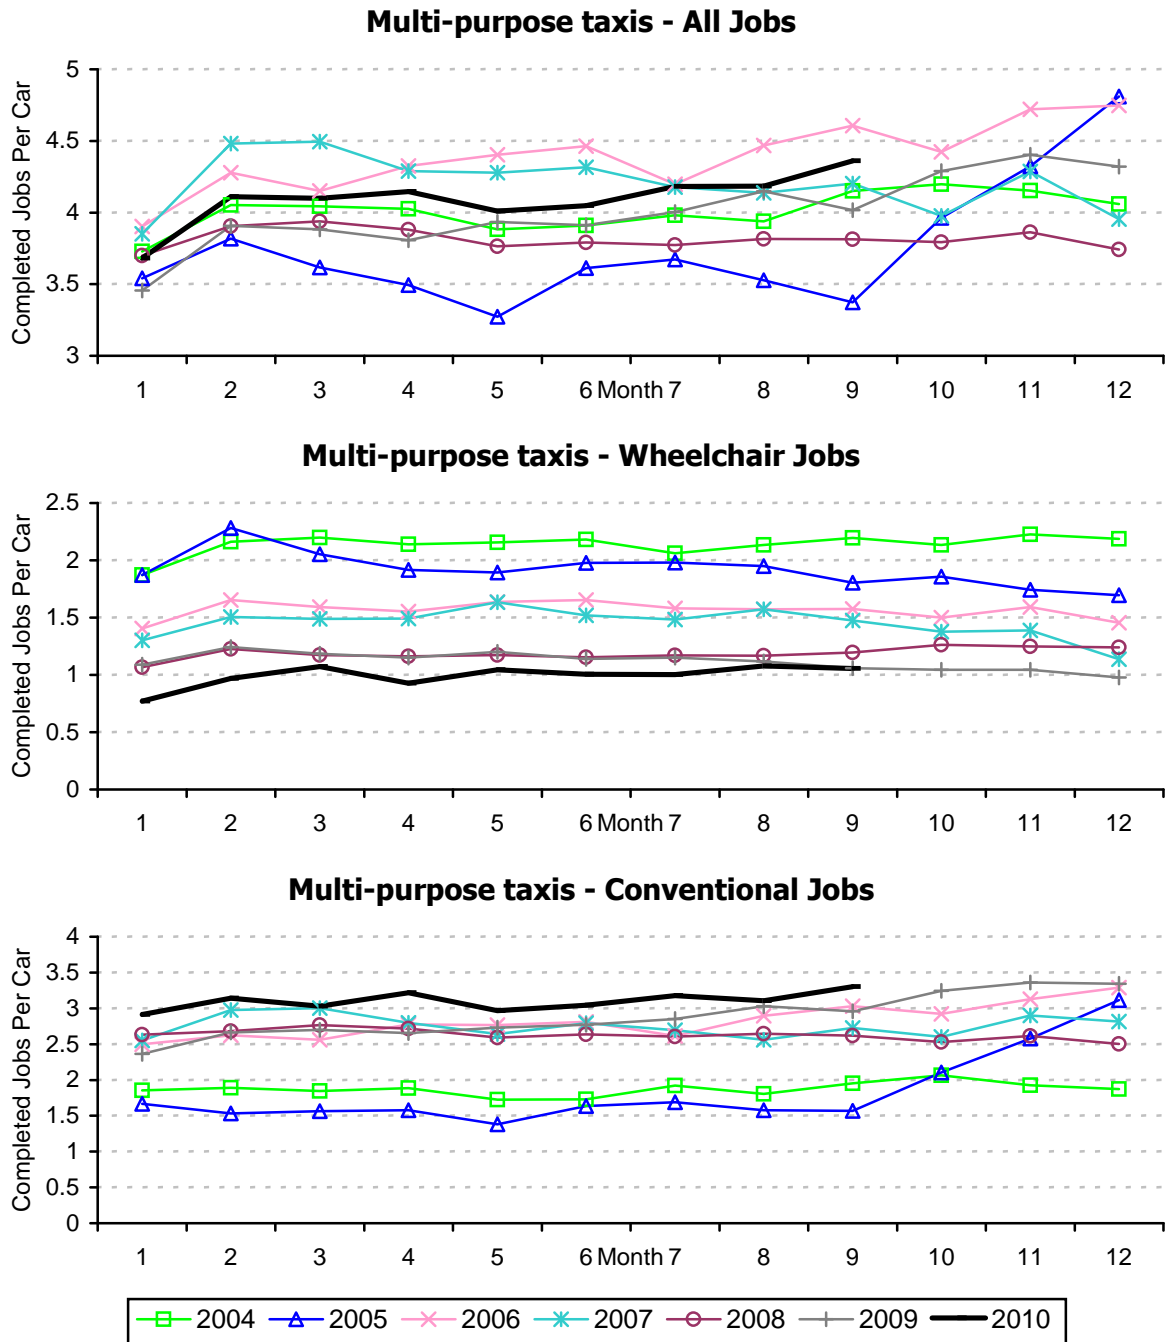 Multi-purpose taxis - All Jobs
Completed Jobs Per Car
5
4.5
4
3.5
3
1 2 3 4 5 6 Month 7 8 9 10 11 12
Multi-purpose taxis - Wheelchair Jobs
Completed Jobs Per Car
2.5
2
1.5
1
0.5
0
1 2 3 4 5 6 Month 7 8 9 10 11 12
Multi-purpose taxis - Conventional Jobs
Completed Jobs Per Car
4
3.5
3
2.5
2
1.5
1
0.5
0
1 2 3 4 5 6 Month 7 8 9 10 11 12
2004 2005 2006 2007 2008 2009 2010